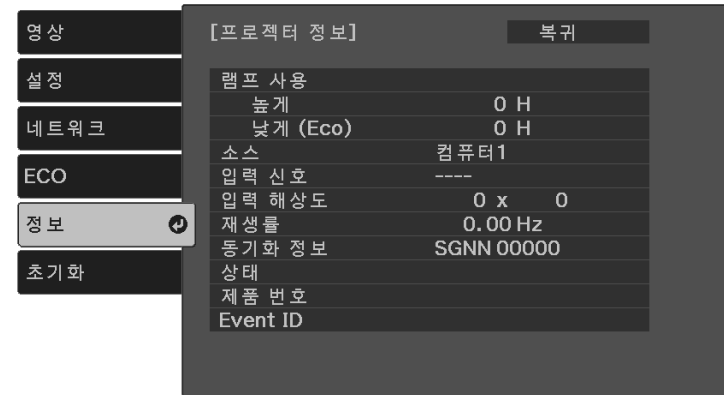 영상
설정
네트워크
ECO
정보
초기화
[프로젝터 정보] 복귀
램프 사용
높게 0 H
낮게 (Eco) 0 H
소스 컴퓨터1
입력 신호 ----
입력 해상도 0 x 0
재생률 0.00 Hz
동기화 정보 SGNN 00000
상태
제품 번호
Event ID